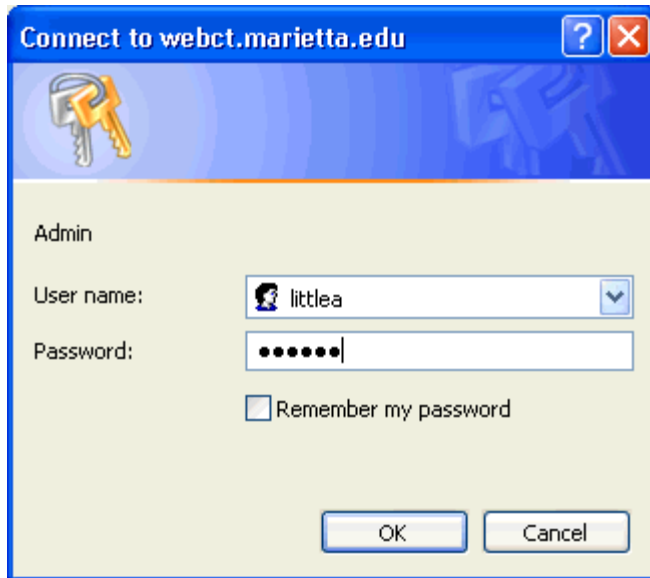 Connect to webct.marietta.edu
Admin
User name: littlea
Password: ●●●●●●
Remember my password
OK Cancel